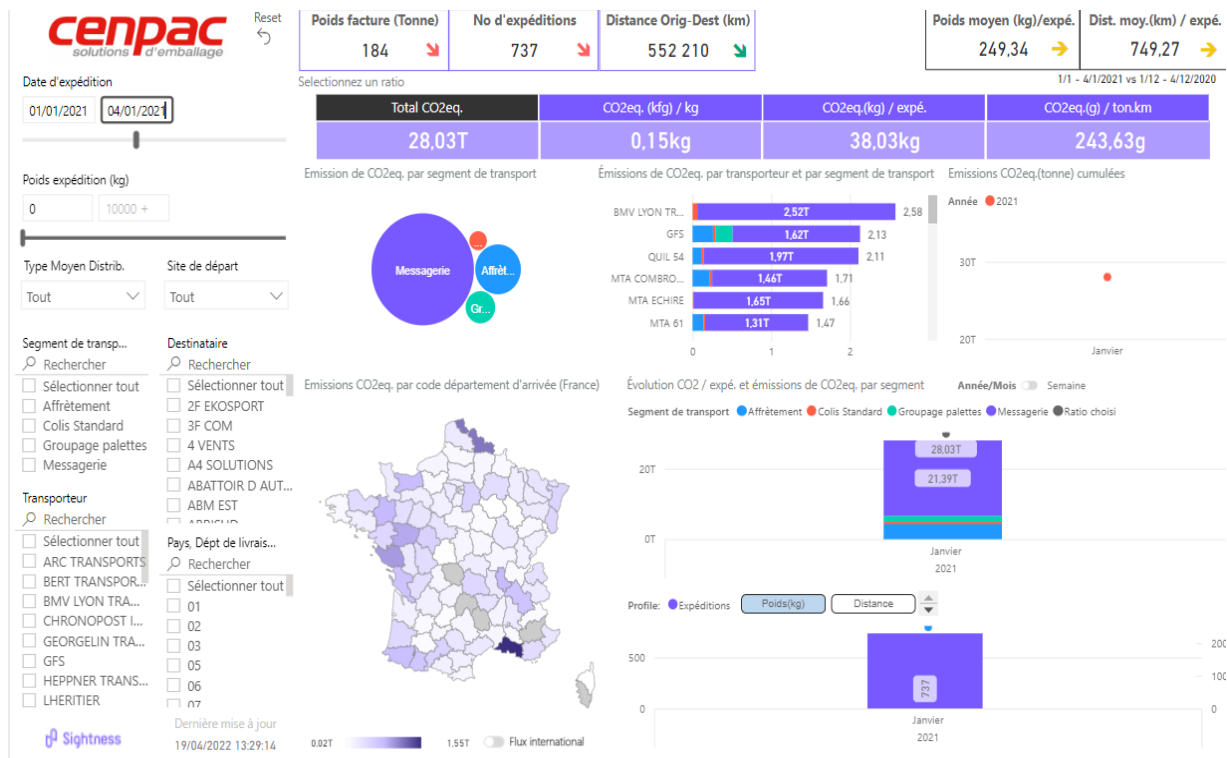 cenpac
solutions d'emballage
Reset
Poids facture (Tonne)
184
No d'expéditions
737
Distance Orig-Dest (km)
552 210
Poids moyen (kg)/expé.
249,34
Dist. moy.(km) / expé.
749,27
1/1 - 4/1/2021 vs 1/12 - 4/12/2020
Date d'expédition
01/01/2021
04/01/2021
Poids expédition (kg)
0
10000 +
Type Moyen Distrib.
Tout
Site de départ
Tout
Segment de transp...
Rechercher
Sélectionner tout
Affrètement
Colis Standard
Groupage palettes
Messagerie
Destinataire
Rechercher
Sélectionner tout
2F EKOSPORT
3F COM
4 VENTS
A4 SOLUTIONS
ABATTOIR D AUT...
ABM EST
Transporteur
Rechercher
Sélectionner tout
ARC TRANSPORTS
BERT TRANSPOR...
BMV LYON TRA...
CHRONOPOST I...
GEORGELIN TRA...
GFS
HEPPNER TRANS...
LHERITIER
Pays, Dépt de livrais...
Rechercher
Sélectionner tout
01
02
03
05
06
07
Sightness
Dernière mise à jour
19/04/2022 13:29:14
Selectionnez un ratio
Total CO2eq.
28,03T
CO2eq. (kfg) / kg
0,15kg
CO2eq.(kg) / expé.
38,03kg
CO2eq.(g) / ton.km
243,63g
Emission de CO2eq. par segment de transport
Messagerie
...
Affrèt...
Gr...
Émissions de CO2eq. par transporteur et par segment de transport
BMV LYON TR...
2,52T
2,58
GFS
1,62T
2,13
QUIL 54
1,97T
2,11
MTA COMBRO...
1,46T
1,71
MTA ECHIRE
1,65T
1,66
MTA 61
1,31T
1,47
0
1
2
Emissions CO2eq.(tonne) cumulées
Année 2021
30T
20T
Janvier
Emissions CO2eq. par code département d'arrivée (France)
0.02T
1,55T
Flux international
Évolution CO2 / expé. et émissions de CO2eq. par segment
Année/Mois Semaine
Segment de transport Affrètement Colis Standard Groupage palettes Messagerie Ratio choisi
28,03T
20T
21,39T
0T
Janvier
2021
Profile: Expéditions Poids(kg) Distance
500
0
737
200
100
0
Janvier
2021